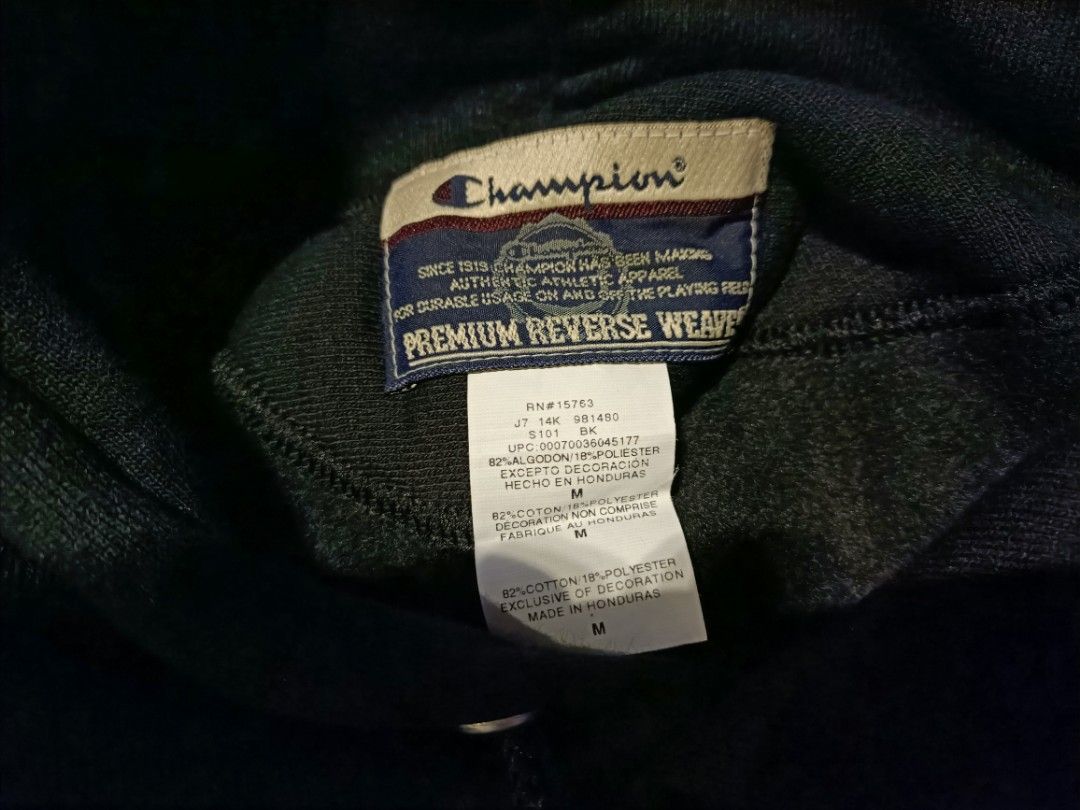 Champion®
SINCE 1919 CHAMPION HAS BEEN MAKING
AUTHENTIC ATHLETIC APPAREL
FOR DURABLE USAGE ON AND OFF THE PLAYING FIELD
PREMIUM REVERSE WEAVE
RN#15763
J7 14K 981480
S101 BK
UPC:00070036045177
82%ALGODON/18%POLIESTER
EXCEPTO DECORACION
HECHO EN HONDURAS
M
82%COTON/18%POLYESTER
DECORATION NON COMPRISE
FABRIQUE AU HONDURAS
M
82%COTTON/18%POLYESTER
EXCLUSIVE OF DECORATION
MADE IN HONDURAS
M